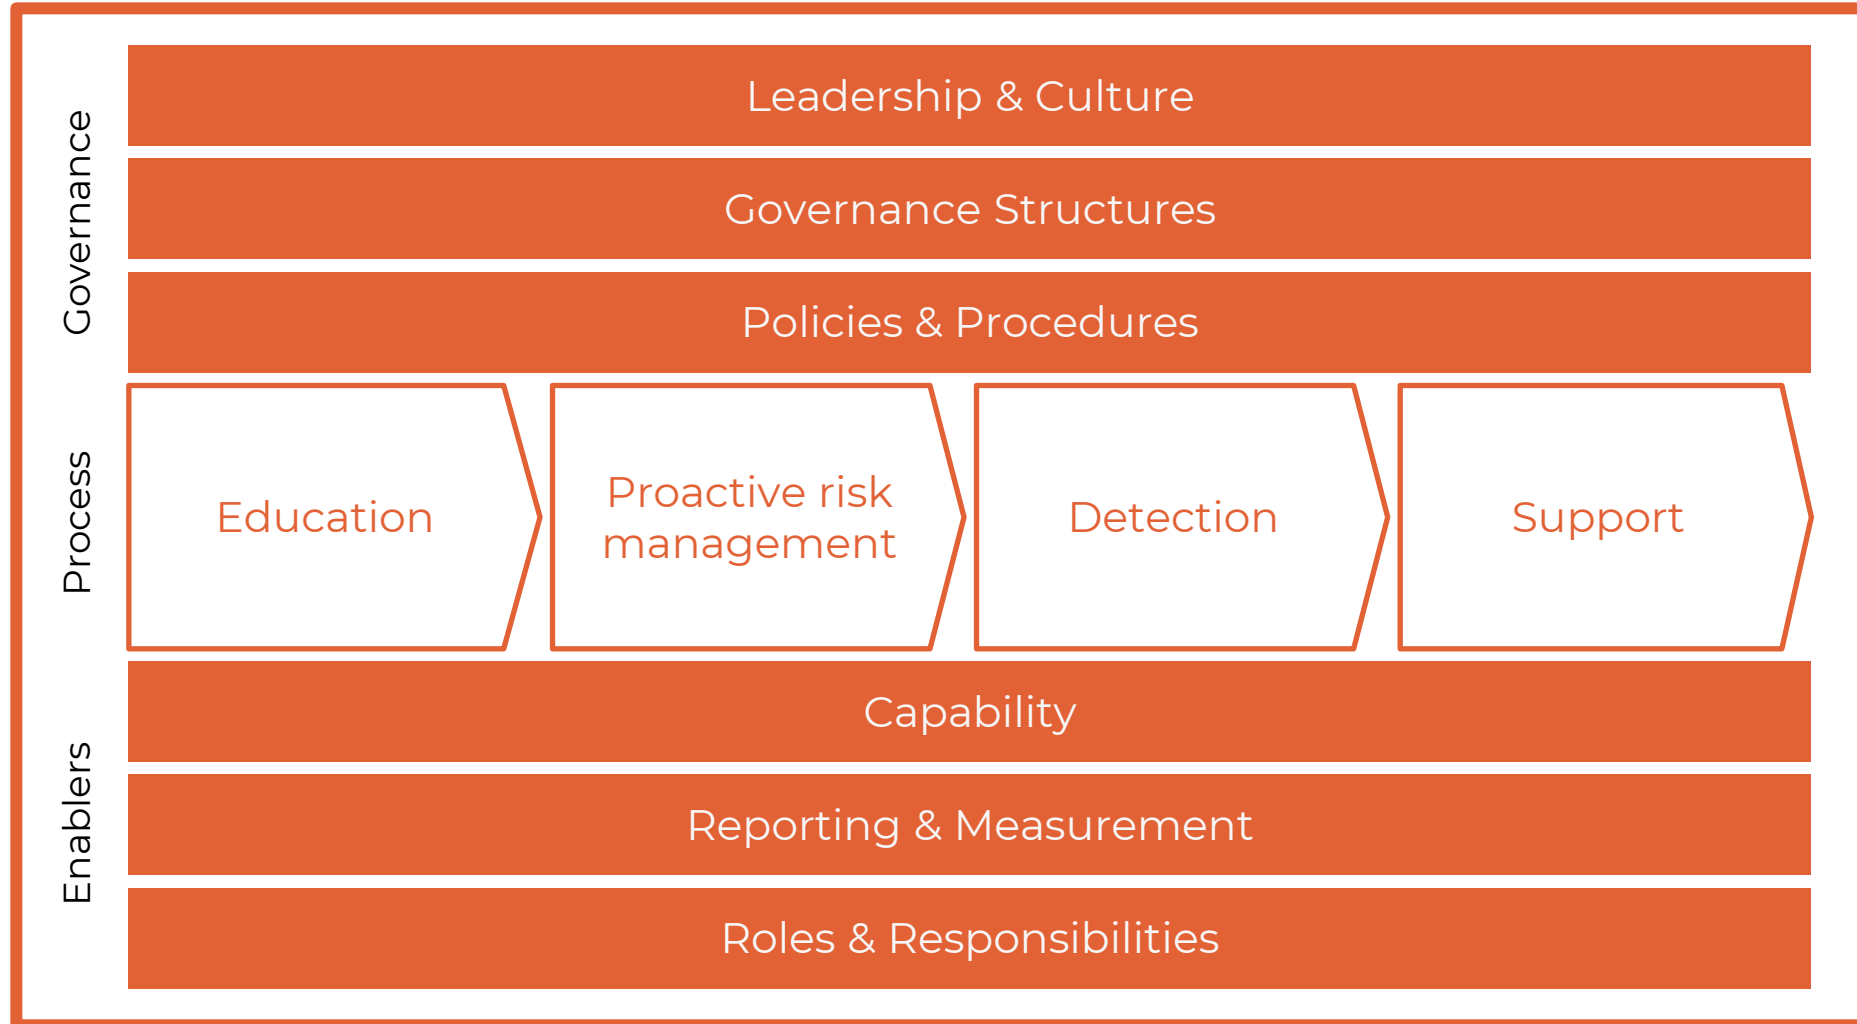 Governance
Leadership & Culture
Governance Structures
Policies & Procedures
Process
Education
Proactive risk
management
Detection
Support
Enablers
Capability
Reporting & Measurement
Roles & Responsibilities